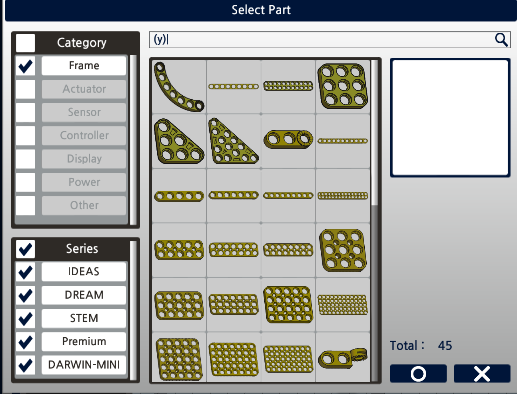 Select Part
Category
Frame
Actuator
Sensor
Controller
Display
Power
Other
Series
IDEAS
DREAM
STEM
Premium
DARWIN-MINI
(y)
Total : 45